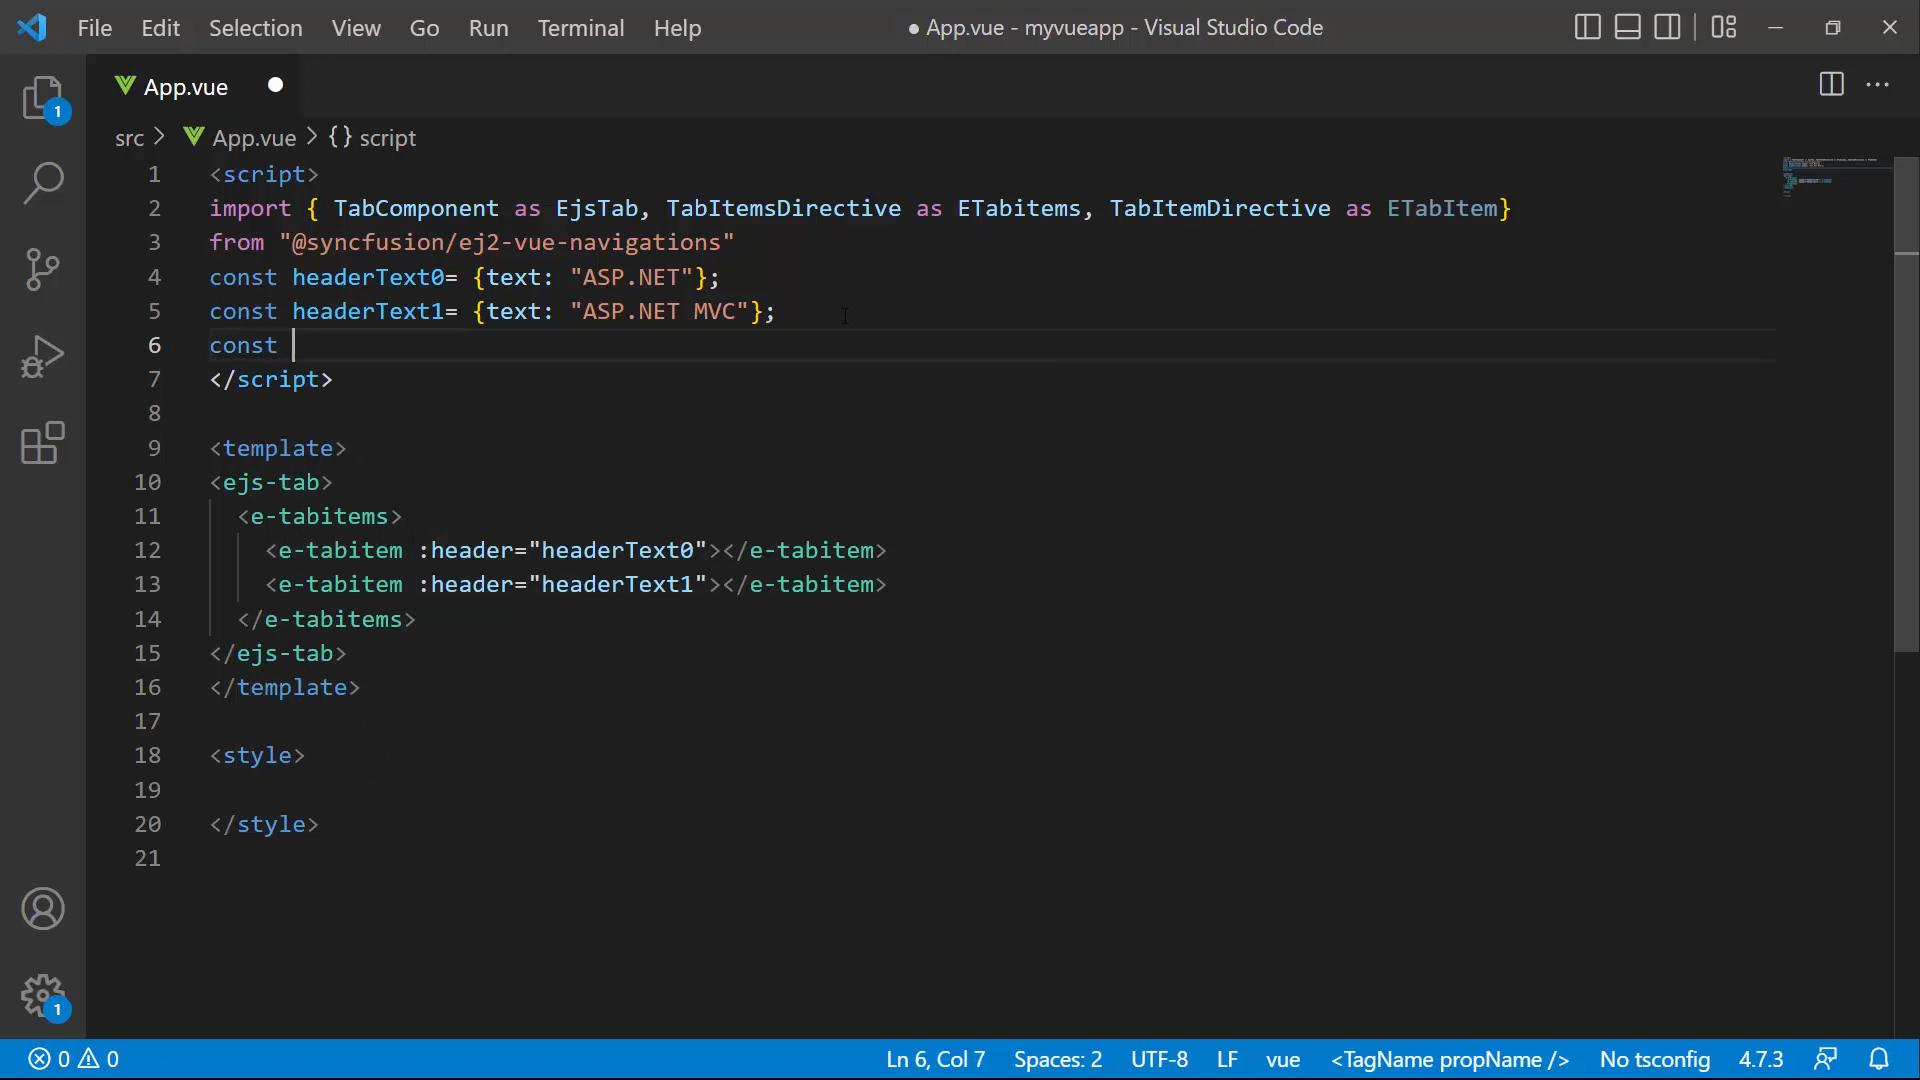 File Edit Selection View Go Run Terminal Help
● App.vue - myvueapp - Visual Studio Code
App.vue
src > App.vue > {} script
1 <script>
2 import { TabComponent as EjsTab, TabItemsDirective as ETabitems, TabItemDirective as ETabItem}
3 from "@syncfusion/ej2-vue-navigations"
4 const headerText0= {text: "ASP.NET"};
5 const headerText1= {text: "ASP.NET MVC"};
6 const
7 </script>
8
9 <template>
10 <ejs-tab>
11 <e-tabitems>
12 <e-tabitem :header="headerText0"></e-tabitem>
13 <e-tabitem :header="headerText1"></e-tabitem>
14 </e-tabitems>
15 </ejs-tab>
16 </template>
17
18 <style>
19
20 </style>
21
1
1
0 0 Ln 6, Col 7 Spaces: 2 UTF-8 LF vue <TagName propName /> No tsconfig 4.7.3